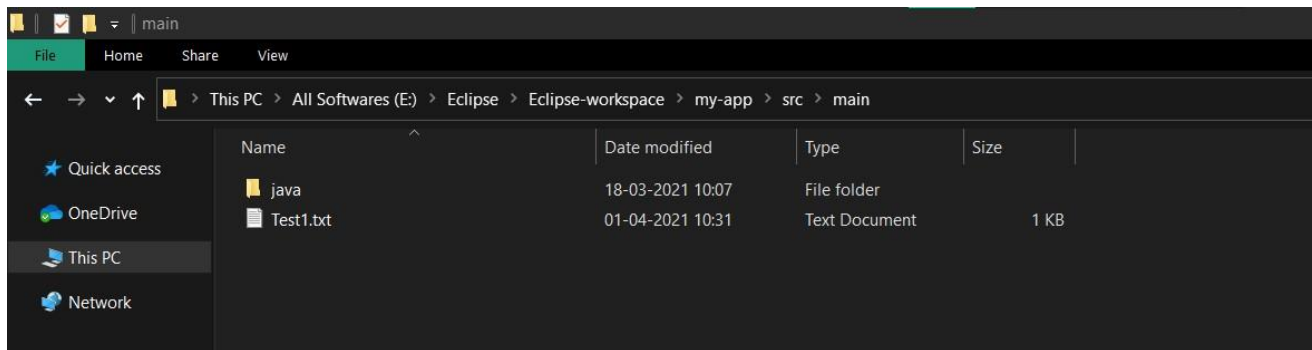 main
File Home Share View
This PC > All Softwares (E:) > Eclipse > Eclipse-workspace > my-app > src > main
Name Date modified Type Size
Quick access
java 18-03-2021 10:07 File folder
OneDrive
Test1.txt 01-04-2021 10:31 Text Document 1 KB
This PC
Network